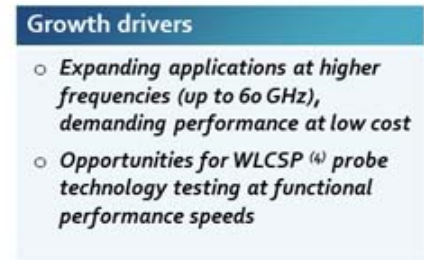 Growth drivers
o Expanding applications at higher
frequencies (up to 60 GHz),
demanding performance at low cost
o Opportunities for WLCSP (4) probe
technology testing at functional
performance speeds